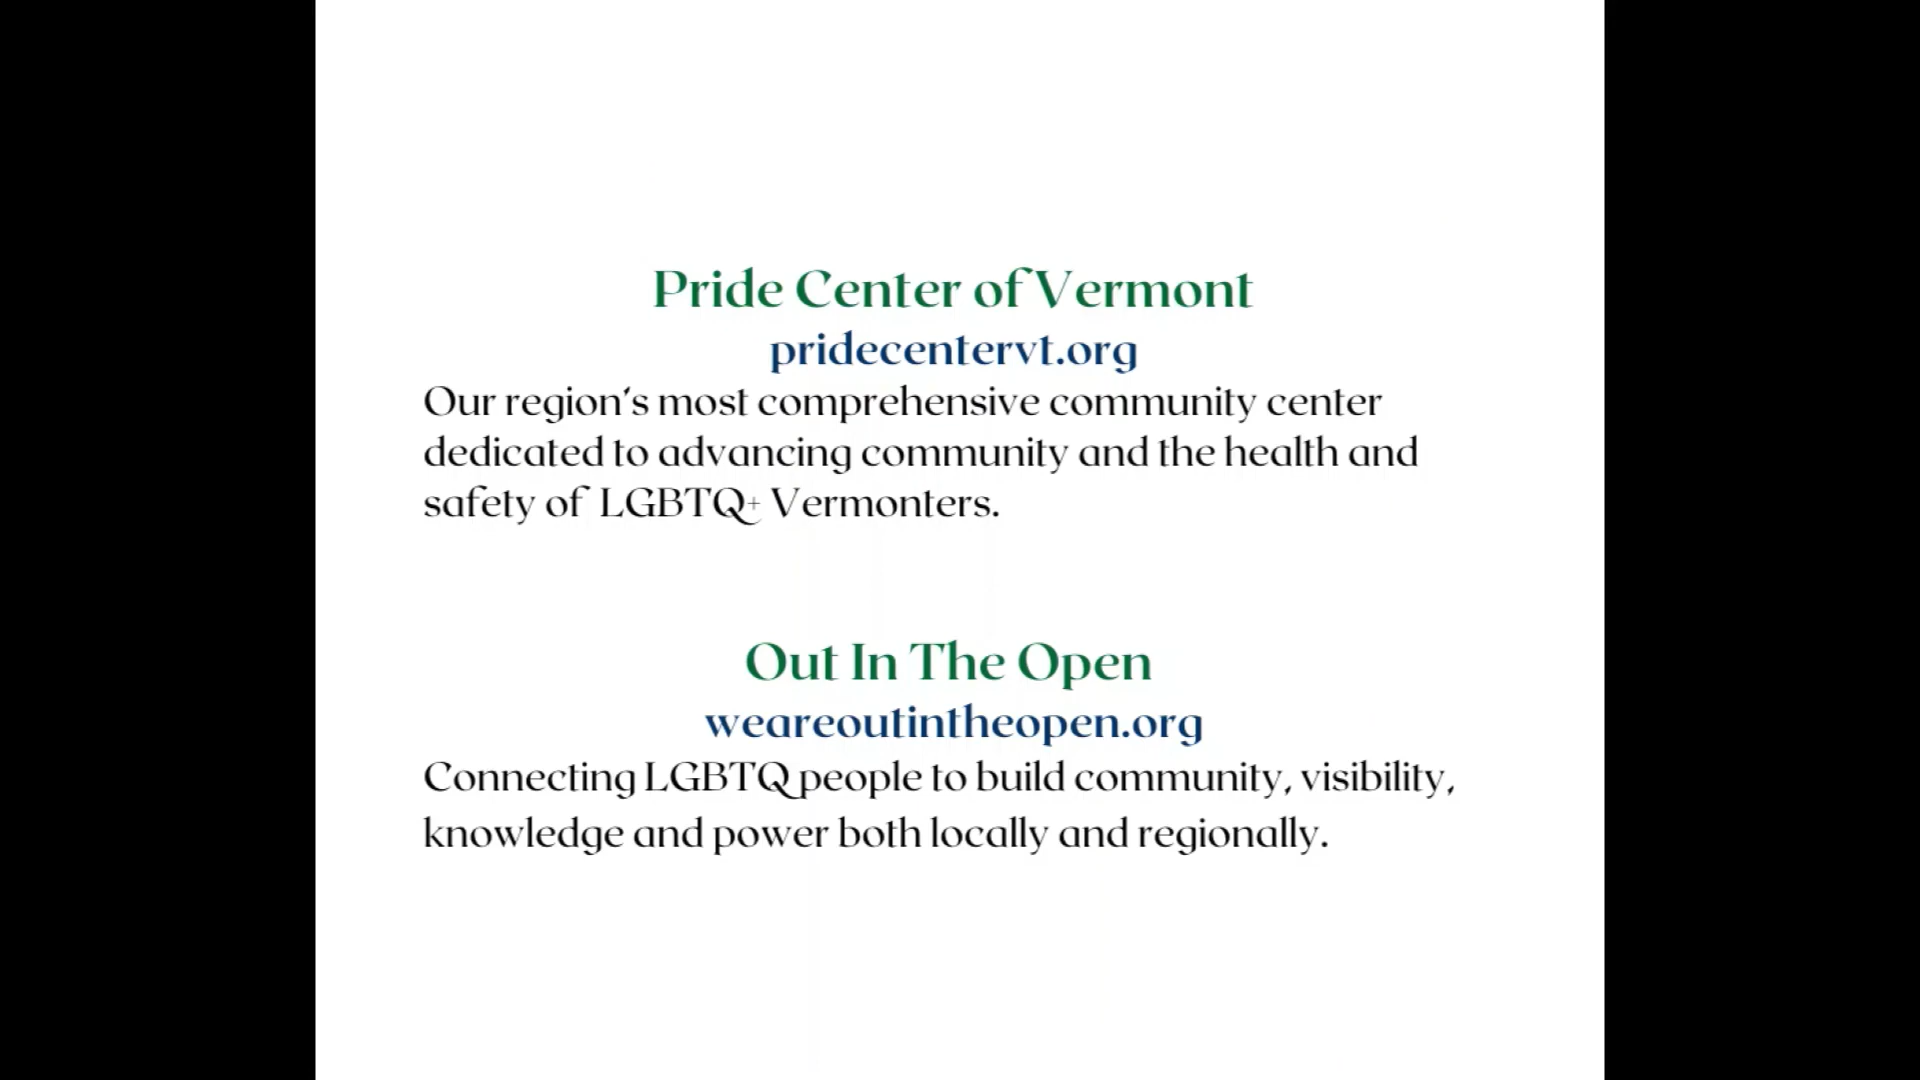 Pride Center of Vermont
pridecentervt.org
Our region's most comprehensive community center
dedicated to advancing community and the health and
safety of LGBTQ+ Vermonters.
Out In The Open
weareoutintheopen.org
Connecting LGBTQ people to build community, visibility,
knowledge and power both locally and regionally.